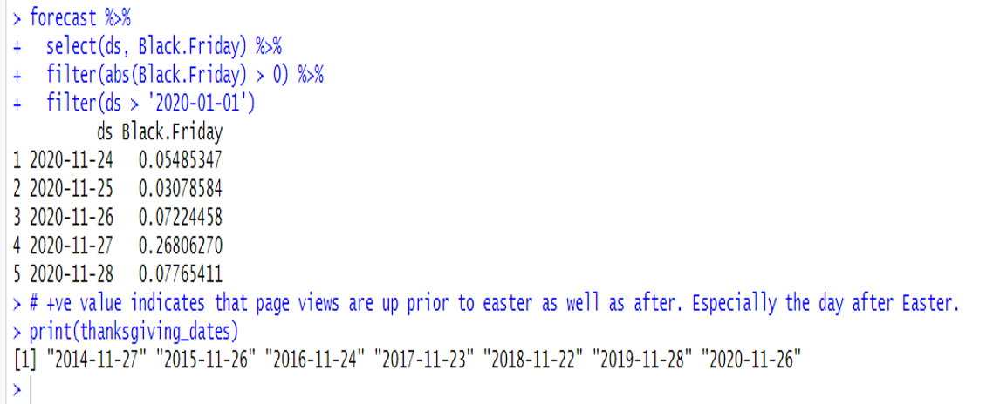 > forecast %>%
+   select(ds, Black.Friday) %>%
+   filter(abs(Black.Friday) > 0) %>%
+   filter(ds > '2020-01-01')
          ds Black.Friday
1 2020-11-24   0.05485347
2 2020-11-25   0.03078584
3 2020-11-26   0.07224458
4 2020-11-27   0.26806270
5 2020-11-28   0.07765411
> # +ve value indicates that page views are up prior to easter as well as after. Especially the day after Easter.
> print(thanksgiving_dates)
[1] "2014-11-27" "2015-11-26" "2016-11-24" "2017-11-23" "2018-11-22" "2019-11-28" "2020-11-26"
>